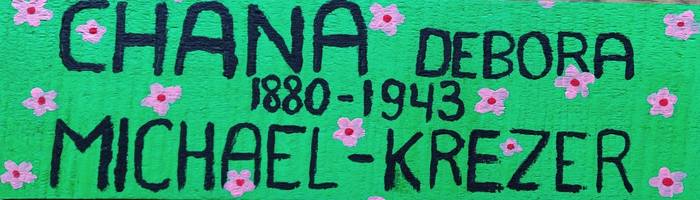 CHANA DEBORA
1880-1943
MICHAEL-KREZER